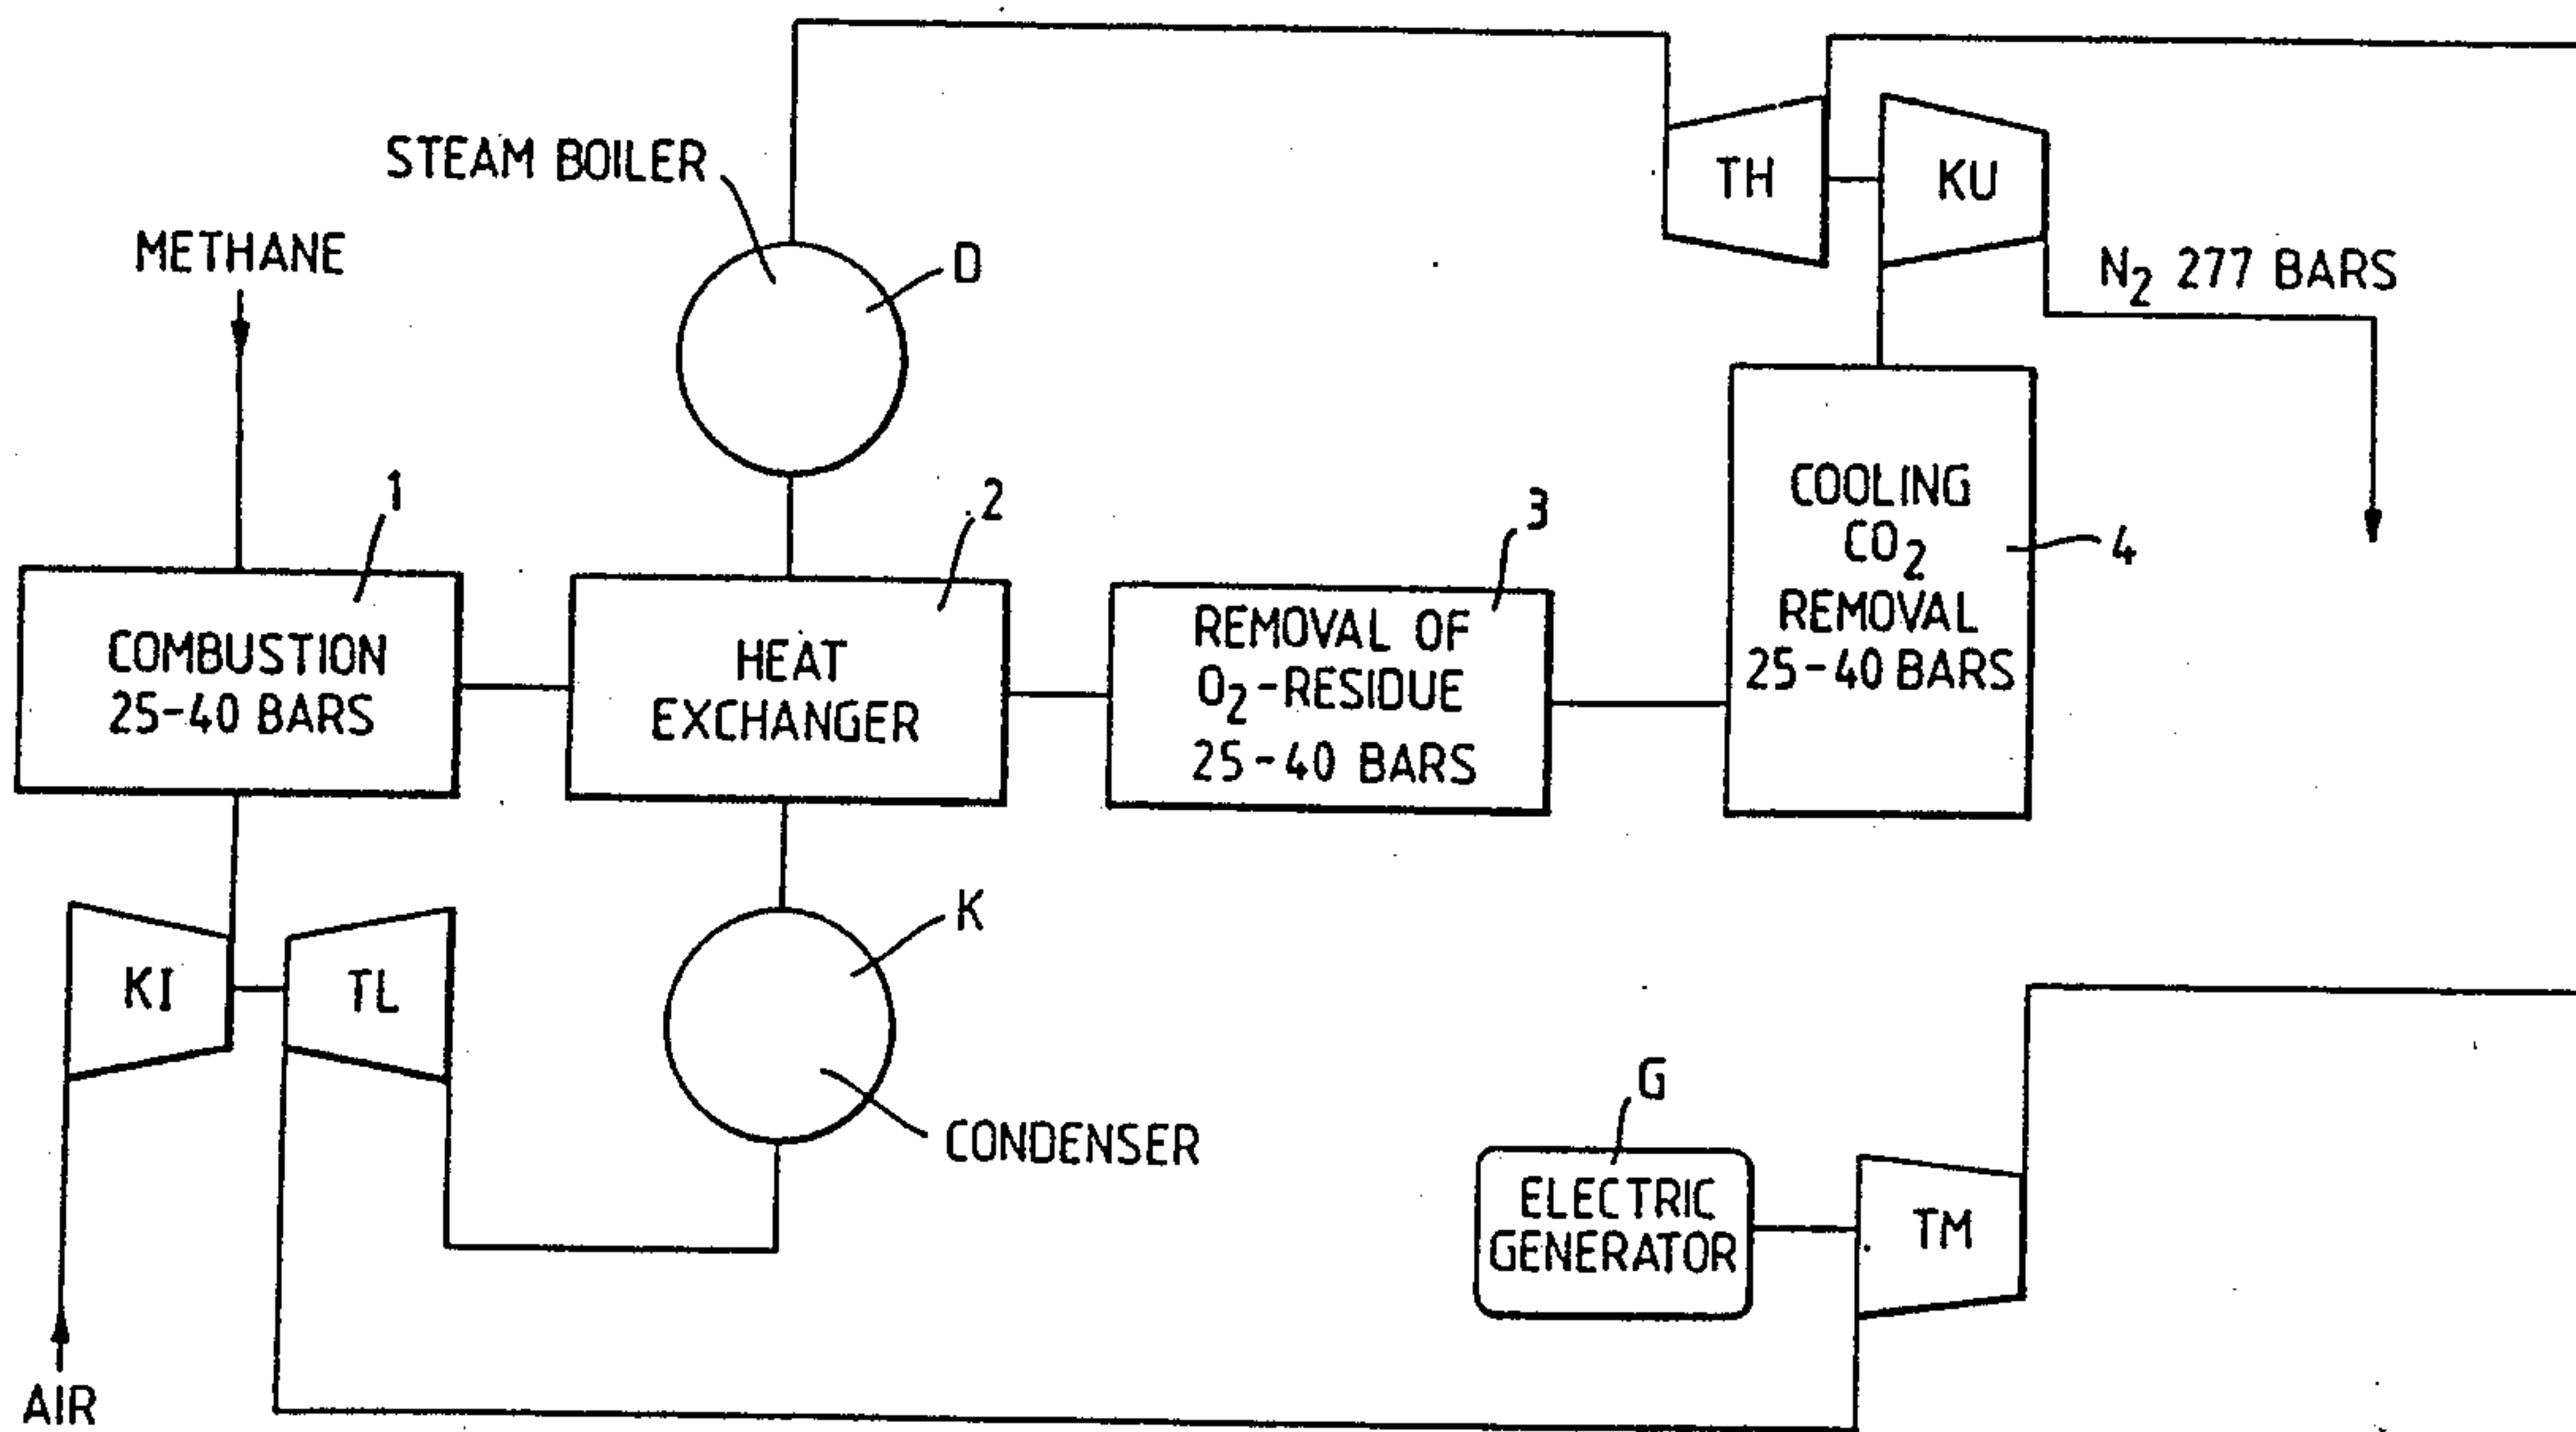 STEAM BOILER
D
METHANE
TH
KU
N2 277 BARS
1
COMBUSTION
25-40 BARS
2
HEAT
EXCHANGER
3
REMOVAL OF
O2-RESIDUE
25-40 BARS
COOLING
CO2
REMOVAL
25-40 BARS
4
KI
TL
K
CONDENSER
G
ELECTRIC
GENERATOR
TM
AIR